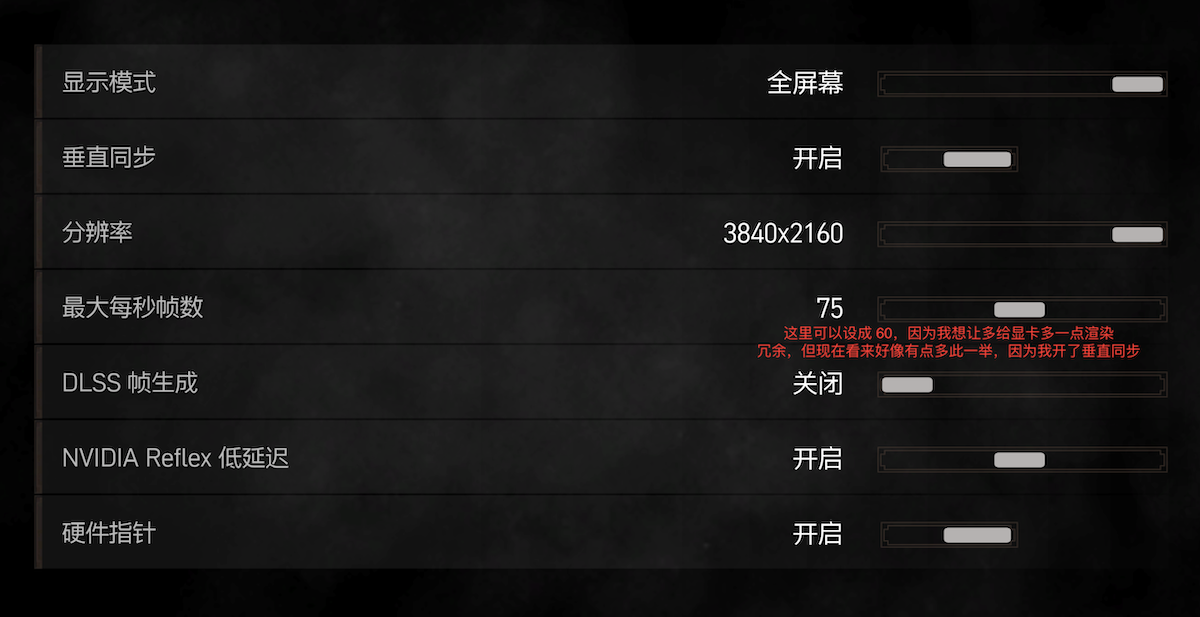 显示模式 全屏幕
垂直同步 开启
分辨率 3840x2160
最大每秒帧数 75
这里可以设成 60，因为我想让多给显卡多一点渲染
冗余，但现在看来好像有点多此一举，因为我开了垂直同步
DLSS 帧生成 关闭
NVIDIA Reflex 低延迟 开启
硬件指针 开启